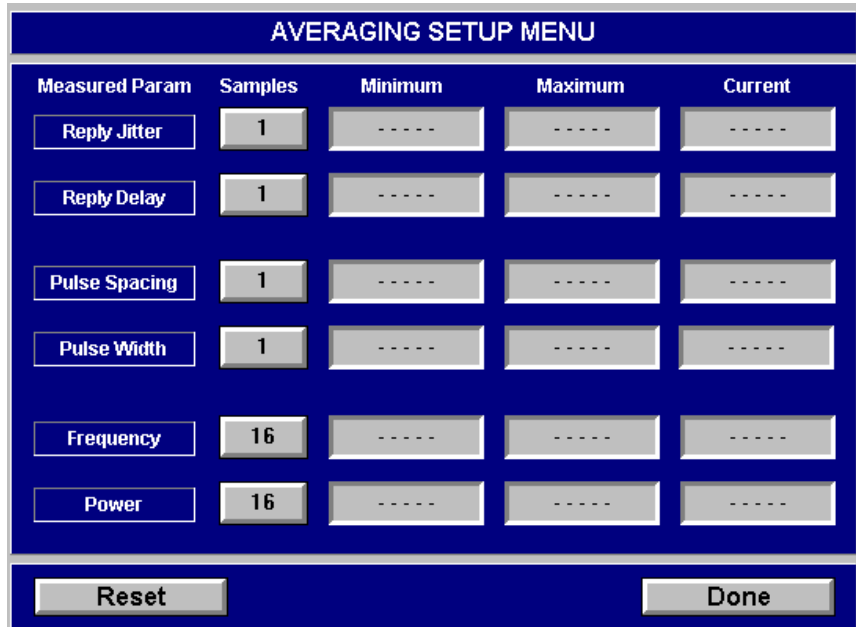 AVERAGING SETUP MENU
Measured Param Samples Minimum Maximum Current
Reply Jitter 1 - - - - - - - - - - - - - - -
Reply Delay 1 - - - - - - - - - - - - - - -
Pulse Spacing 1 - - - - - - - - - - - - - - -
Pulse Width 1 - - - - - - - - - - - - - - -
Frequency 16 - - - - - - - - - - - - - - -
Power 16 - - - - - - - - - - - - - - -
Reset Done